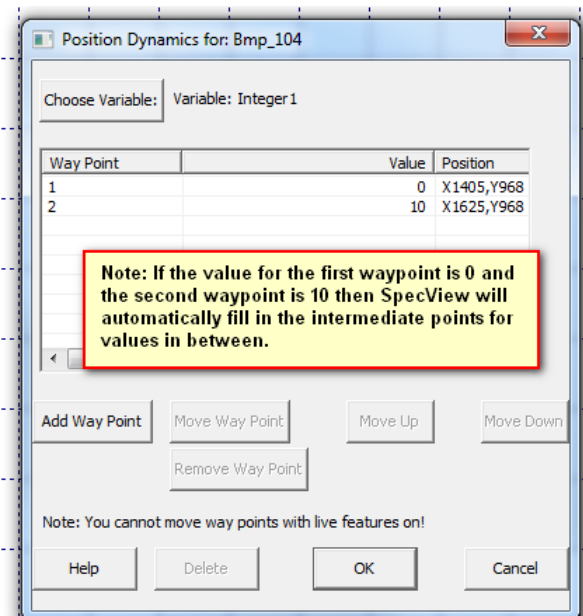 Position Dynamics for: Bmp_104
Choose Variable: Variable: Integer1
Way Point Value Position
1 0 X1405,Y968
2 10 X1625,Y968
Note: If the value for the first waypoint is 0 and
the second waypoint is 10 then SpecView will
automatically fill in the intermediate points for
values in between.
Add Way Point Move Way Point Move Up Move Down
Remove Way Point
Note: You cannot move way points with live features on!
Help Delete OK Cancel